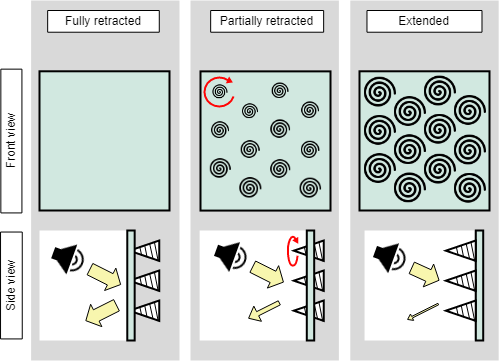 Fully retracted
Partially retracted
Extended
Front view
Side view